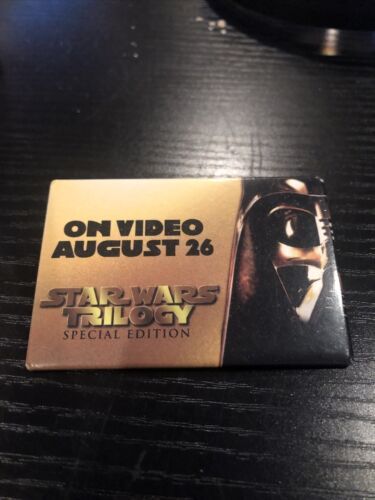 ON VIDEO
AUGUST 26
STAR WARS
TRILOGY
SPECIAL EDITION